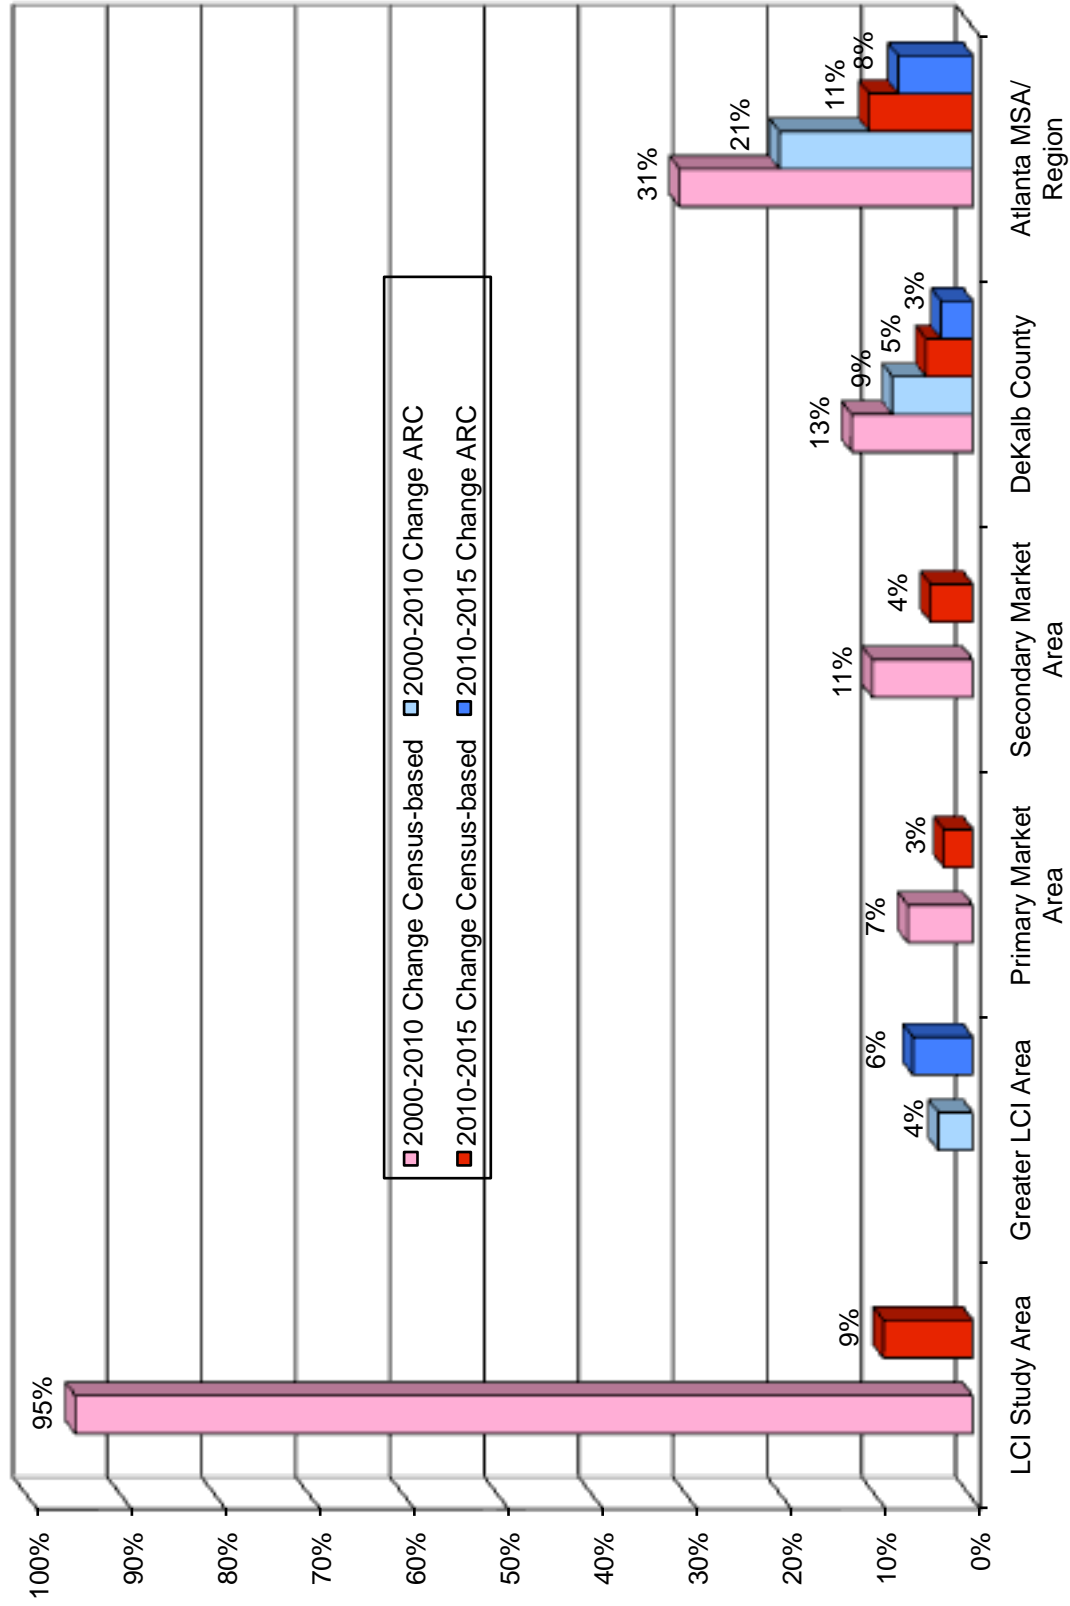 100%
90%
80%
70%
60%
50%
40%
30%
20%
10%
0%
2000-2010 Change Census-based
2000-2010 Change ARC
2010-2015 Change Census-based
2010-2015 Change ARC
95%
9%
4%
6%
7%
3%
11%
4%
13%
9%
5%
3%
31%
21%
11%
8%
LCI Study Area
Greater LCI Area
Primary Market
Area
Secondary Market
Area
DeKalb County
Atlanta MSA/
Region